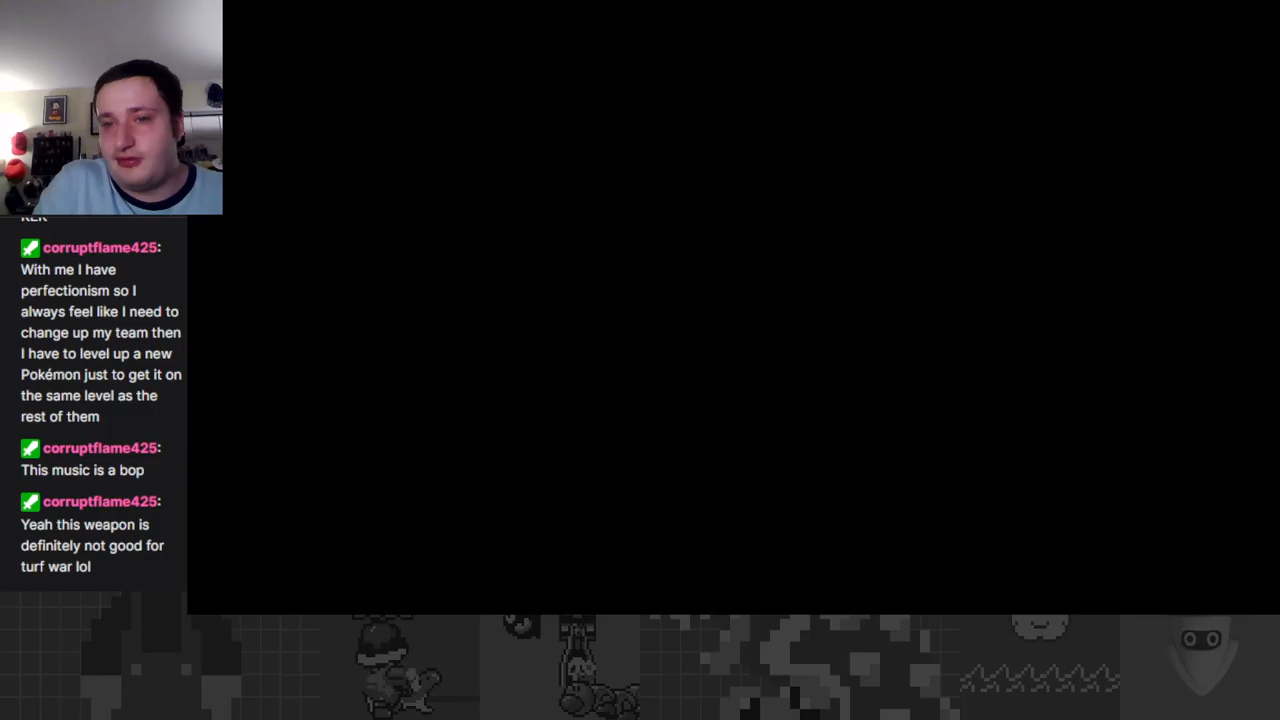 corruptflame425:
With me I have
perfectionism so I
always feel like I need to
change up my team then
I have to level up a new
Pokémon just to get it on
the same level as the
rest of them
corruptflame425:
This music is a bop
corruptflame425:
Yeah this weapon is
definitely not good for
turf war lol